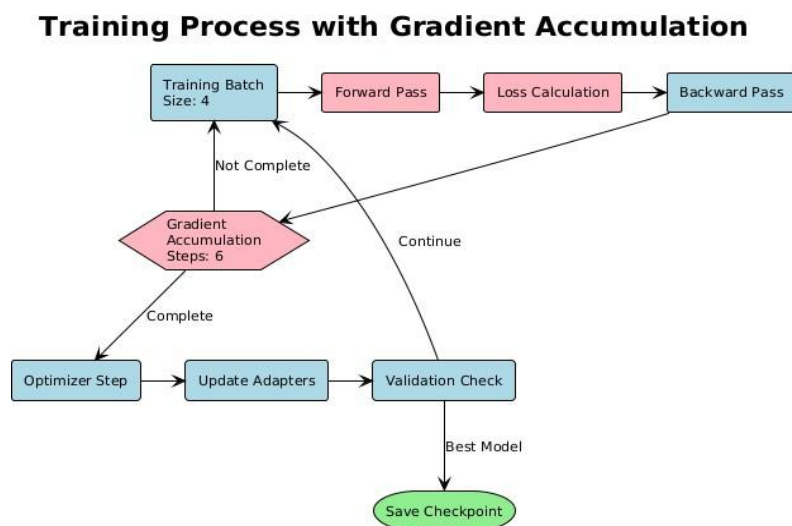 Training Process with Gradient Accumulation
Training Batch
Size: 4
Forward Pass
Loss Calculation
Backward Pass
Not Complete
Gradient
Accumulation
Steps: 6
Continue
Complete
Optimizer Step
Update Adapters
Validation Check
Best Model
Save Checkpoint